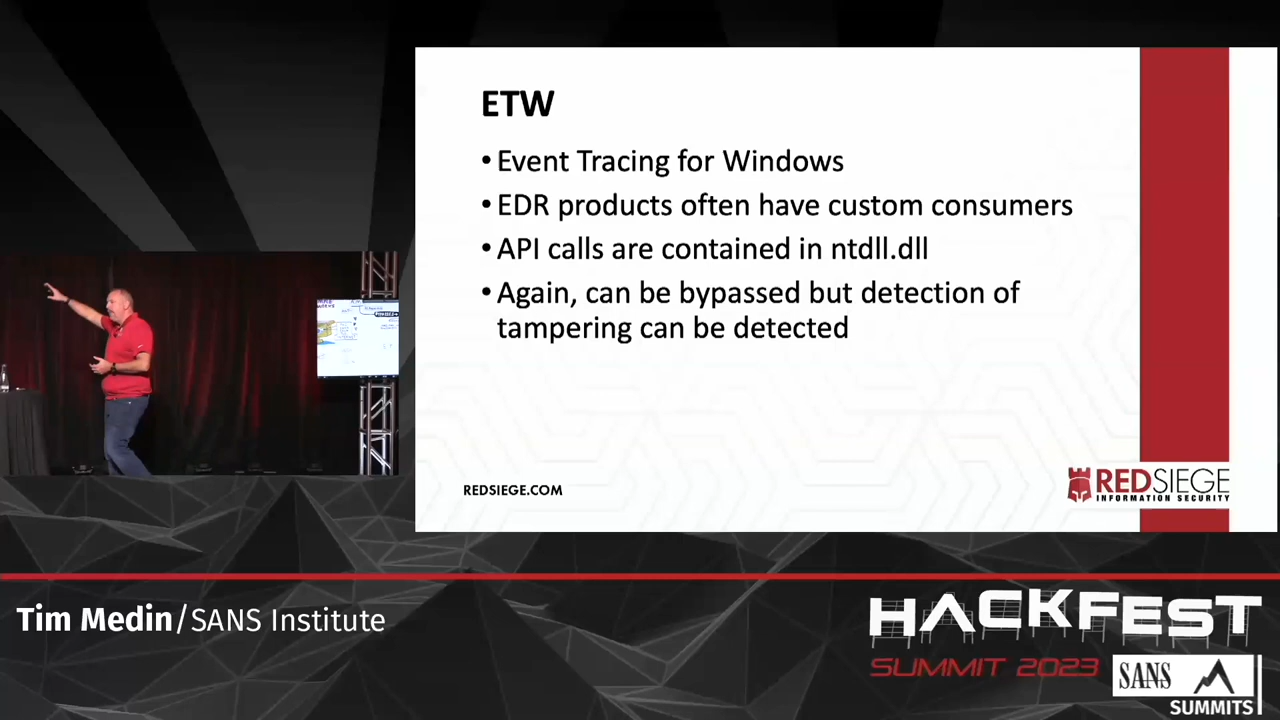 ETW
• Event Tracing for Windows
• EDR products often have custom consumers
• API calls are contained in ntdll.dll
• Again, can be bypassed but detection of
tampering can be detected
REDSIEGE.COM
REDSIEGE
INFORMATION SECURITY
Tim Medin/SANS Institute
HACKFEST
SUMMIT 2023
SANS
SUMMITS